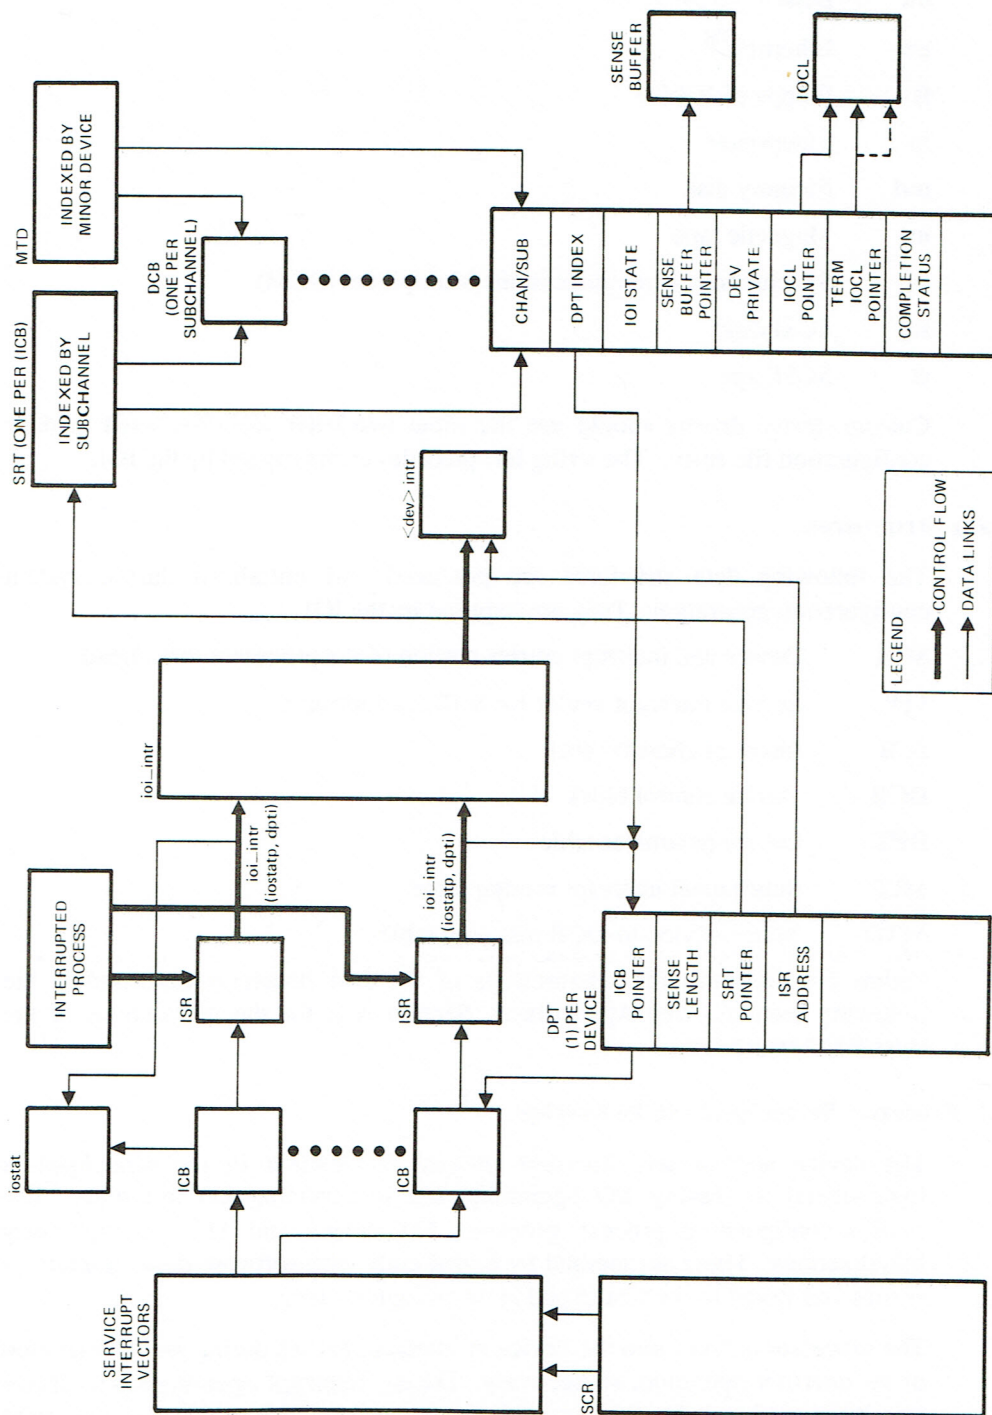 SERVICE
INTERRUPT
VECTORS
SCR
iostat
ICB
ICB
INTERRUPTED
PROCESS
ISR
ISR
ioi_intr
(iostatp, dpti)
ioi_intr
(iostatp, dpti)
ioi_intr
DPT
(1) PER
DEVICE
ICB
POINTER
SENSE
LENGTH
SRT
POINTER
ISR
ADDRESS
<dev> intr
SRT (ONE PER (ICB)
INDEXED BY
SUBCHANNEL
MTD
INDEXED BY
MINOR DEVICE
DCB
(ONE PER
SUBCHANNEL)
CHAN/SUB
DPT INDEX
IOI STATE
SENSE
BUFFER
POINTER
DEV
PRIVATE
IOCL
POINTER
TERM
IOCL
POINTER
COMPLETION
STATUS
SENSE
BUFFER
IOCL
LEGEND
CONTROL FLOW
DATA LINKS